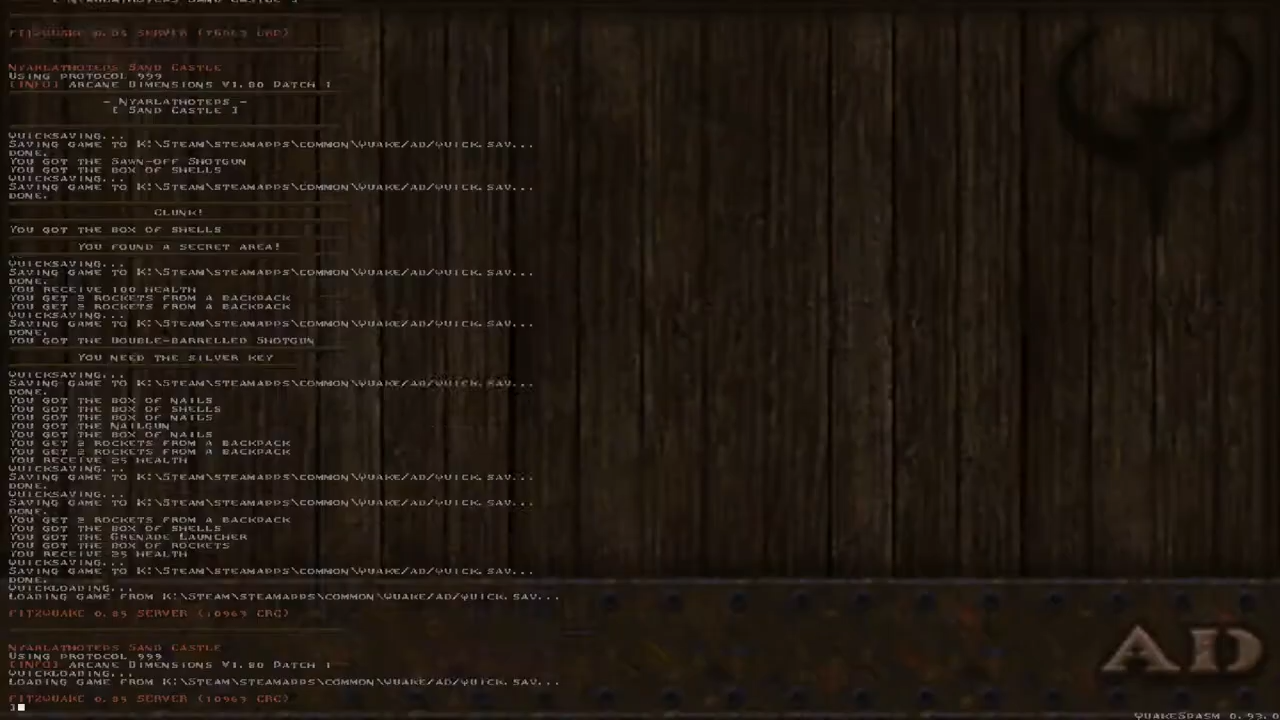 FITZQUAKE 0.85 SERVER (10963 CRC)
NYARLATHOTEPS SAND CASTLE
USING PROTOCOL 999
[INFO] ARCANE DIMENSIONS V1.80 PATCH 1
- NYARLATHOTEPS -
[ SAND CASTLE ]
QUICKSAVING...
SAVING GAME TO K:\STEAM\STEAMAPPS\COMMON\QUAKE/AD/QUICK.SAV...
DONE.
YOU GOT THE SAWN-OFF SHOTGUN
YOU GOT THE BOX OF SHELLS
QUICKSAVING...
SAVING GAME TO K:\STEAM\STEAMAPPS\COMMON\QUAKE/AD/QUICK.SAV...
DONE.
CLUNK!
YOU GOT THE BOX OF SHELLS
YOU FOUND A SECRET AREA!
QUICKSAVING...
SAVING GAME TO K:\STEAM\STEAMAPPS\COMMON\QUAKE/AD/QUICK.SAV...
DONE.
YOU RECEIVE 100 HEALTH
YOU GET 2 ROCKETS FROM A BACKPACK
YOU GET 2 ROCKETS FROM A BACKPACK
QUICKSAVING...
SAVING GAME TO K:\STEAM\STEAMAPPS\COMMON\QUAKE/AD/QUICK.SAV...
DONE.
YOU GOT THE DOUBLE-BARRELLED SHOTGUN
YOU NEED THE SILVER KEY
QUICKSAVING...
SAVING GAME TO K:\STEAM\STEAMAPPS\COMMON\QUAKE/AD/QUICK.SAV...
DONE.
YOU GOT THE BOX OF NAILS
YOU GOT THE BOX OF SHELLS
YOU GOT THE BOX OF NAILS
YOU GOT THE NAILGUN
YOU GOT THE BOX OF NAILS
YOU GET 2 ROCKETS FROM A BACKPACK
YOU GET 2 ROCKETS FROM A BACKPACK
YOU RECEIVE 25 HEALTH
QUICKSAVING...
SAVING GAME TO K:\STEAM\STEAMAPPS\COMMON\QUAKE/AD/QUICK.SAV...
DONE.
QUICKSAVING...
SAVING GAME TO K:\STEAM\STEAMAPPS\COMMON\QUAKE/AD/QUICK.SAV...
DONE.
YOU GET 2 ROCKETS FROM A BACKPACK
YOU GOT THE BOX OF SHELLS
YOU GOT THE GRENADE LAUNCHER
YOU GOT THE BOX OF ROCKETS
YOU RECEIVE 25 HEALTH
QUICKSAVING...
SAVING GAME TO K:\STEAM\STEAMAPPS\COMMON\QUAKE/AD/QUICK.SAV...
DONE.
QUICKLOADING...
LOADING GAME FROM K:\STEAM\STEAMAPPS\COMMON\QUAKE/AD/QUICK.SAV...
FITZQUAKE 0.85 SERVER (10963 CRC)
NYARLATHOTEPS SAND CASTLE
USING PROTOCOL 999
[INFO] ARCANE DIMENSIONS V1.80 PATCH 1
QUICKLOADING...
LOADING GAME FROM K:\STEAM\STEAMAPPS\COMMON\QUAKE/AD/QUICK.SAV...
FITZQUAKE 0.85 SERVER (10963 CRC)
]
AD
QUAKESPASM 0.93.0